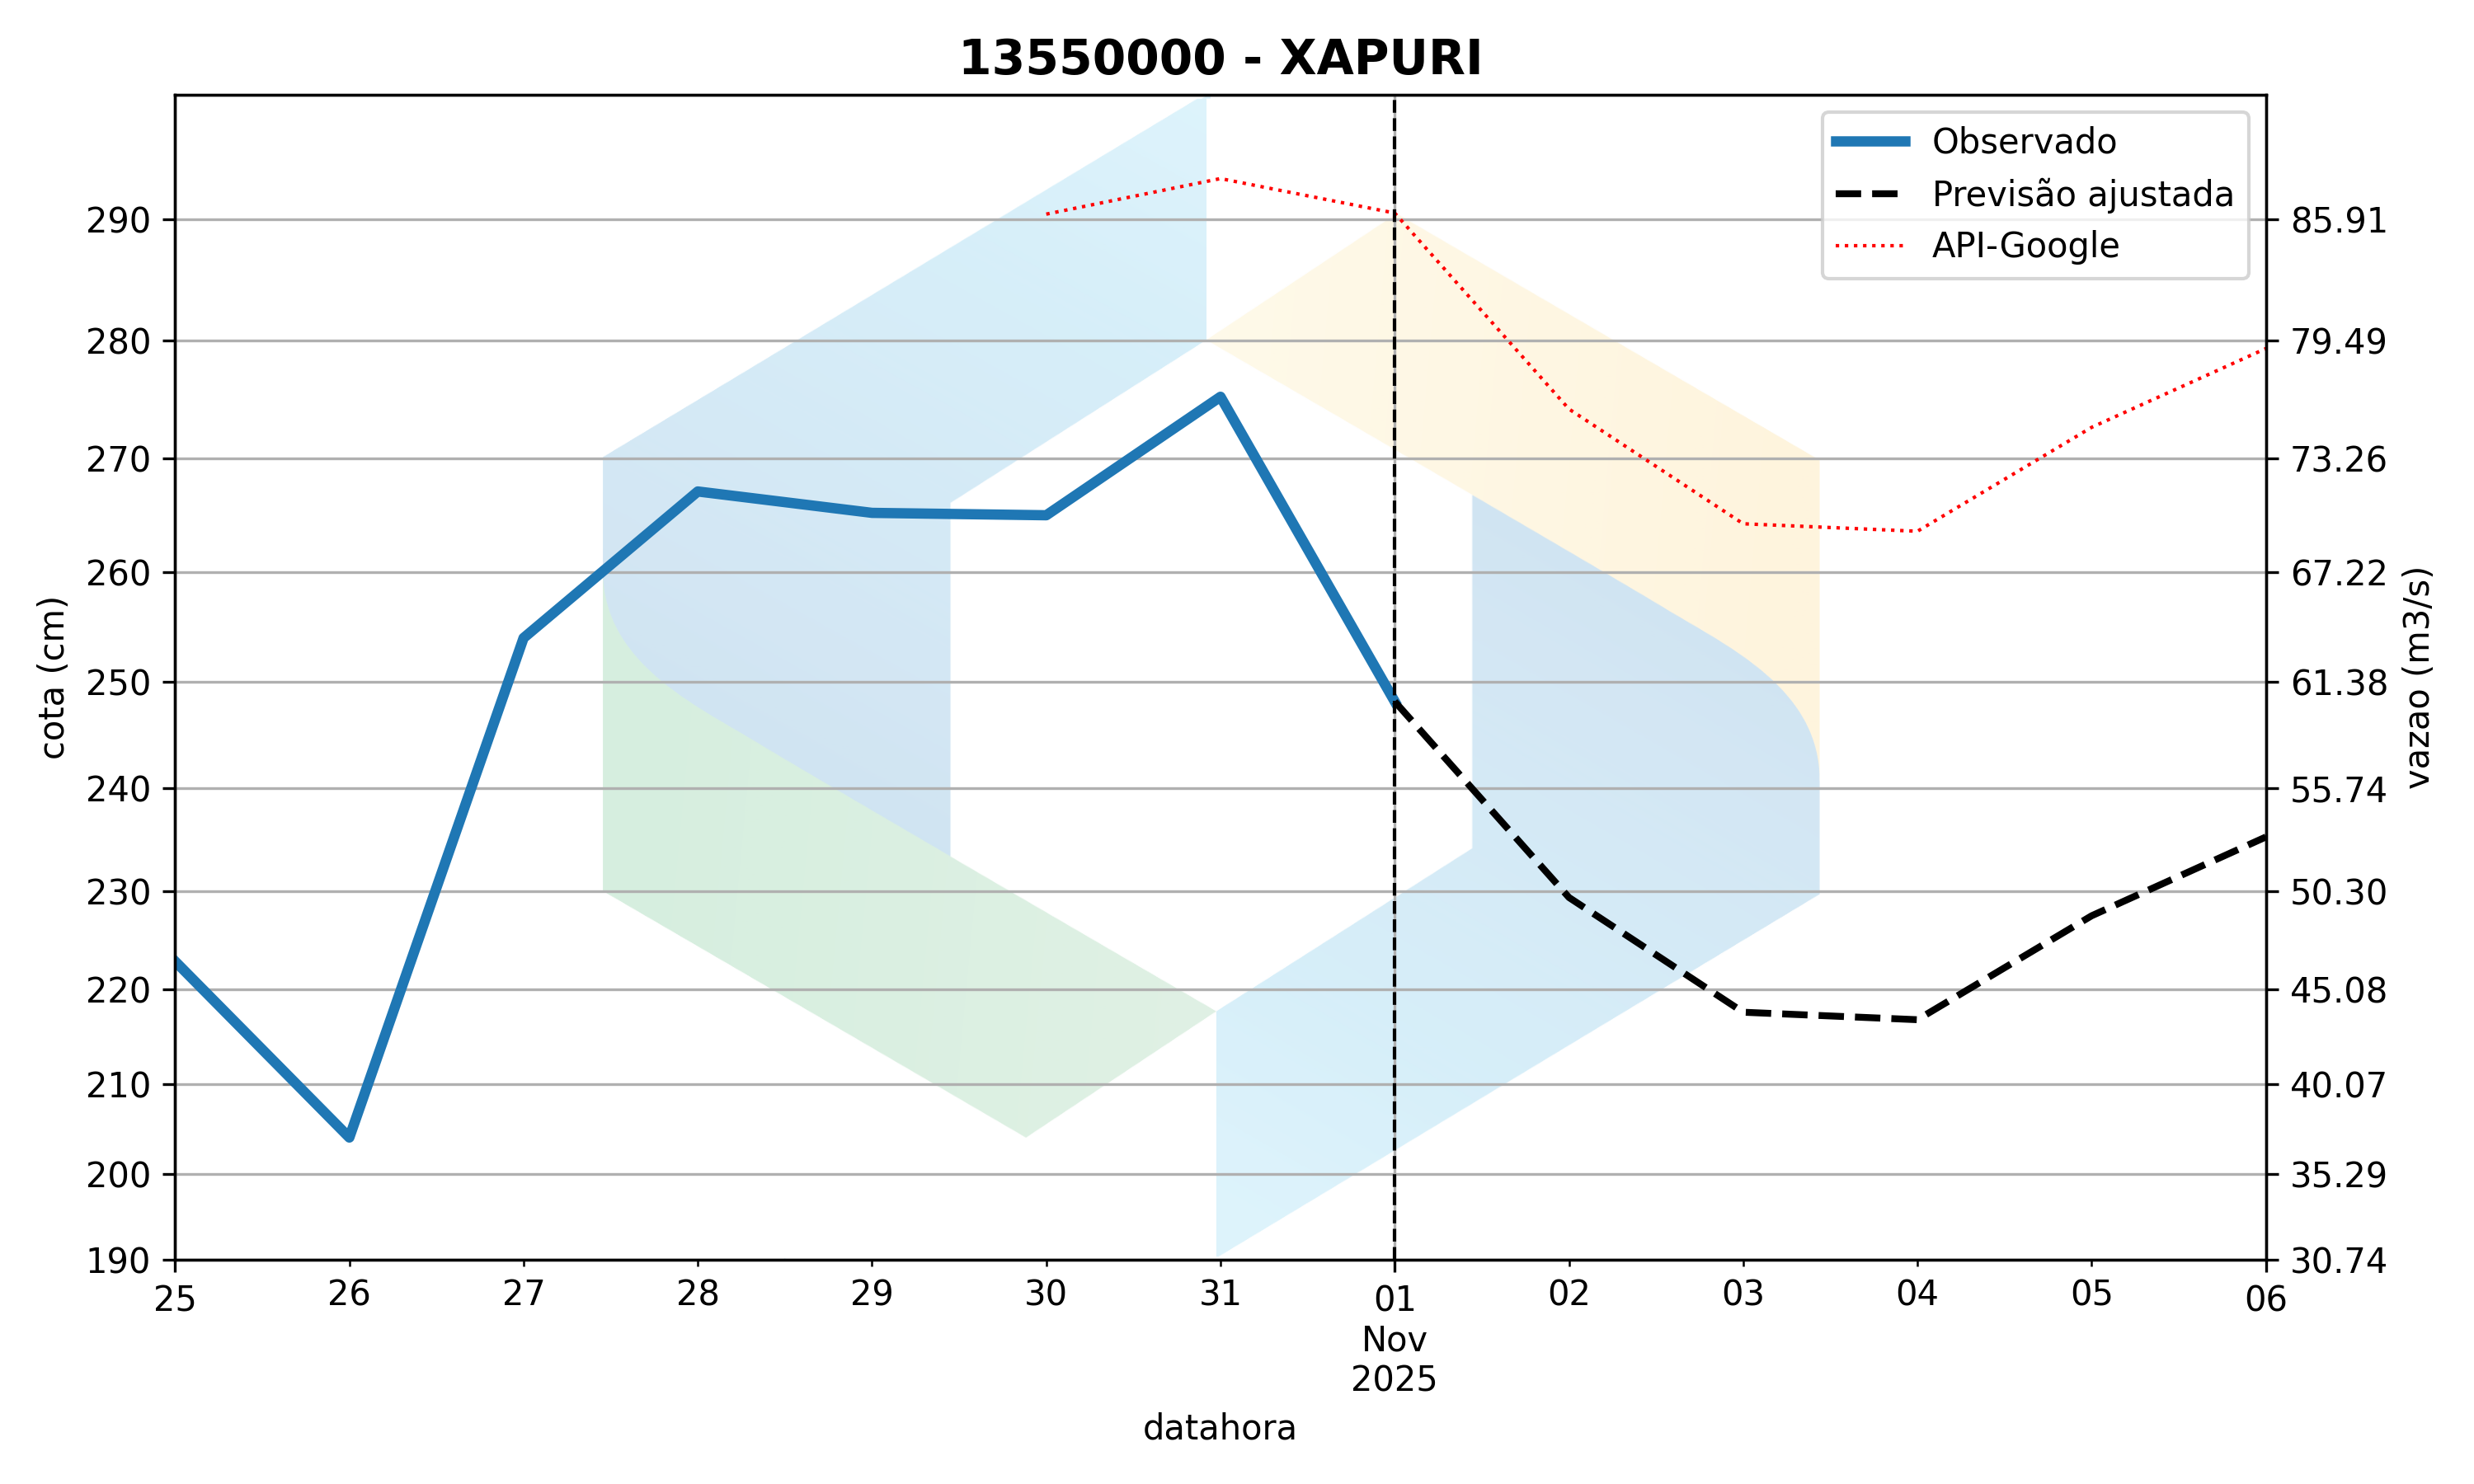 13550000 - XAPURI
Observado
Previsão ajustada
API-Google
290
280
270
260
250
240
230
220
210
200
190
cota (cm)
85.91
79.49
73.26
67.22
61.38
55.74
50.30
45.08
40.07
35.29
30.74
vazao (m3/s)
25 26 27 28 29 30 31 01 02 03 04 05 06
Nov
2025
datahora